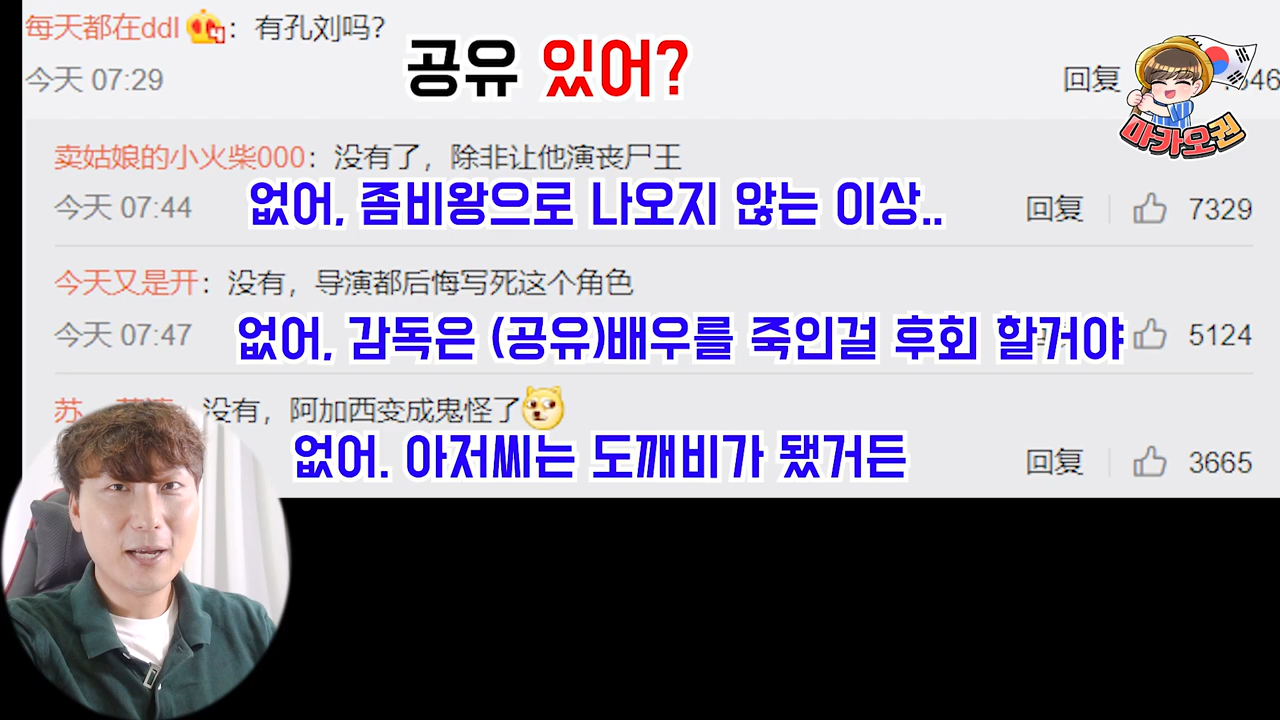 每天都在ddl：有孔刘吗？
공유 있어?
今天 07:29
回复
마카오권
卖姑娘的小火柴000：没有了，除非让他演丧尸王
없어, 좀비왕으로 나오지 않는 이상..
今天 07:44
回复
7329
今天又是开：没有，导演都后悔写死这个角色
없어, 감독은 (공유)배우를 죽인걸 후회 할거야
今天 07:47
5124
苏
没有，阿加西变成鬼怪了
없어. 아저씨는 도깨비가 됐거든
回复
3665